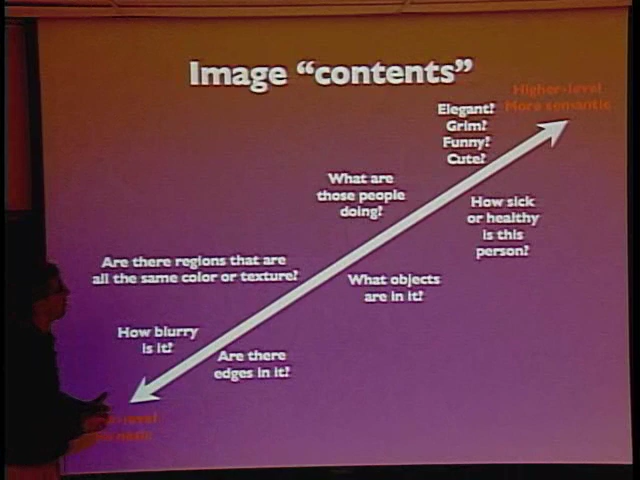 Image “contents”
Higher-level
More semantic
Elegant?
Grim?
Funny?
Cute?
What are
those people
doing?
How sick
or healthy
is this
person?
Are there regions that are
all the same color or texture?
What objects
are in it?
How blurry
is it?
Are there
edges in it?